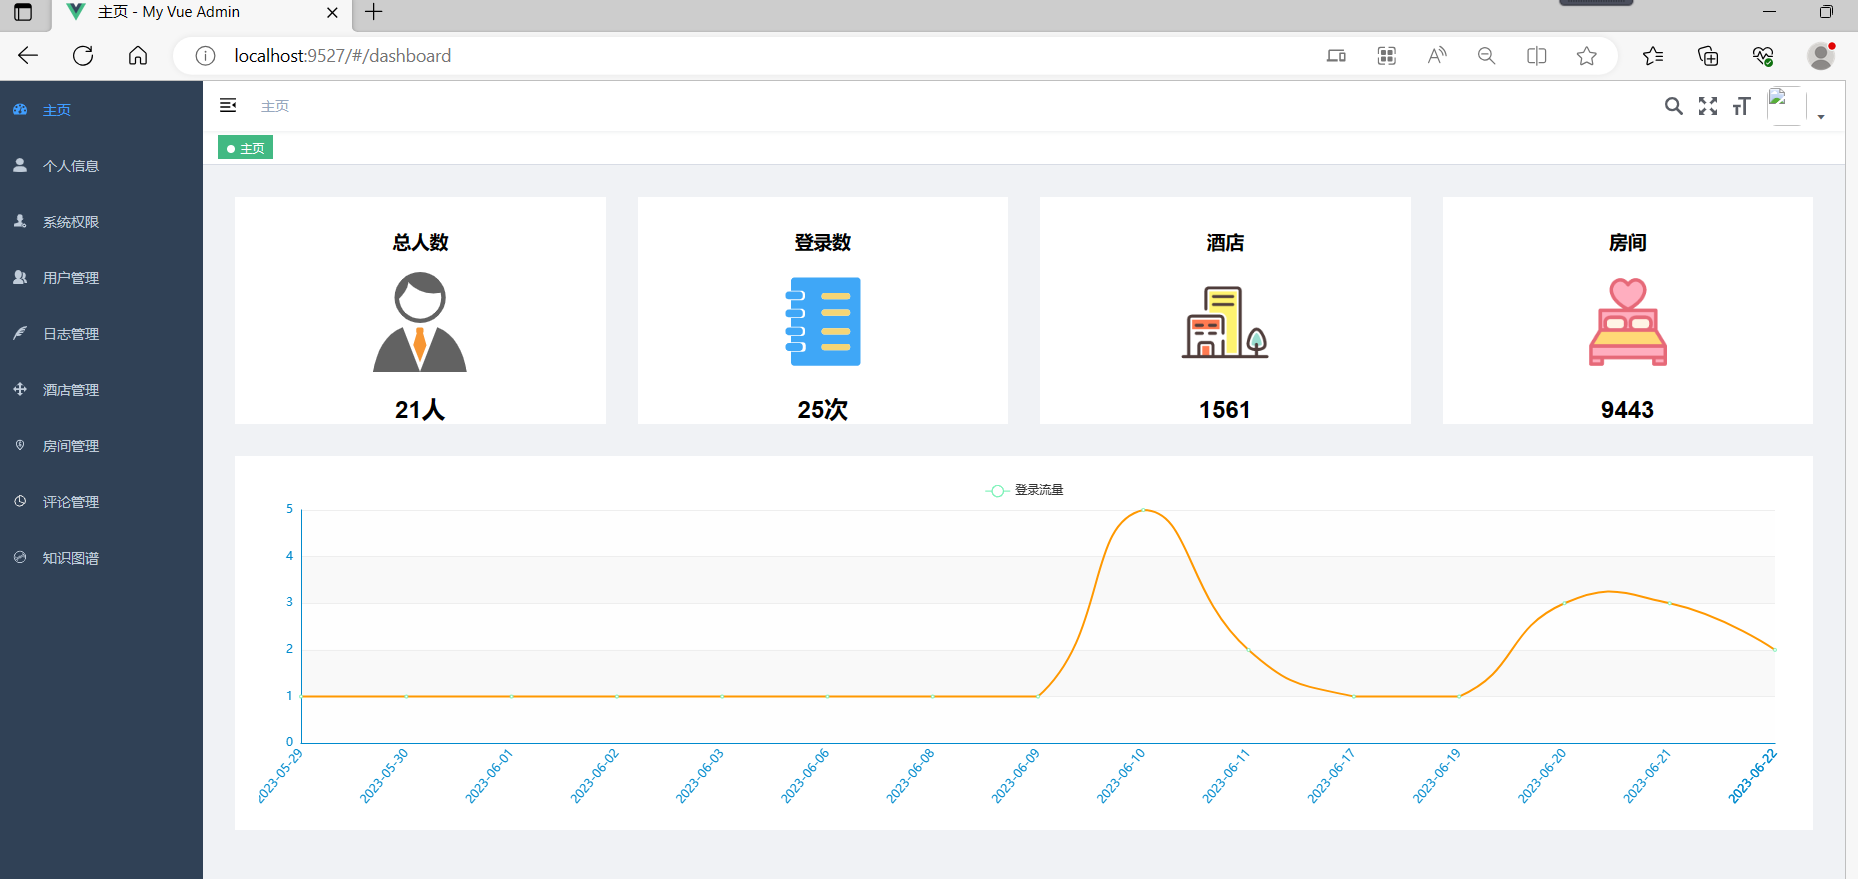 主页 - My Vue Admin
localhost:9527/#/dashboard
主页
个人信息
系统权限
用户管理
日志管理
酒店管理
房间管理
评论管理
知识图谱
主页
主页
总人数
21人
登录数
25次
酒店
1561
房间
9443
登录流量
5
4
3
2
1
0
2023-05-29
2023-05-30
2023-06-01
2023-06-02
2023-06-03
2023-06-06
2023-06-08
2023-06-09
2023-06-10
2023-06-11
2023-06-17
2023-06-19
2023-06-20
2023-06-21
2023-06-22